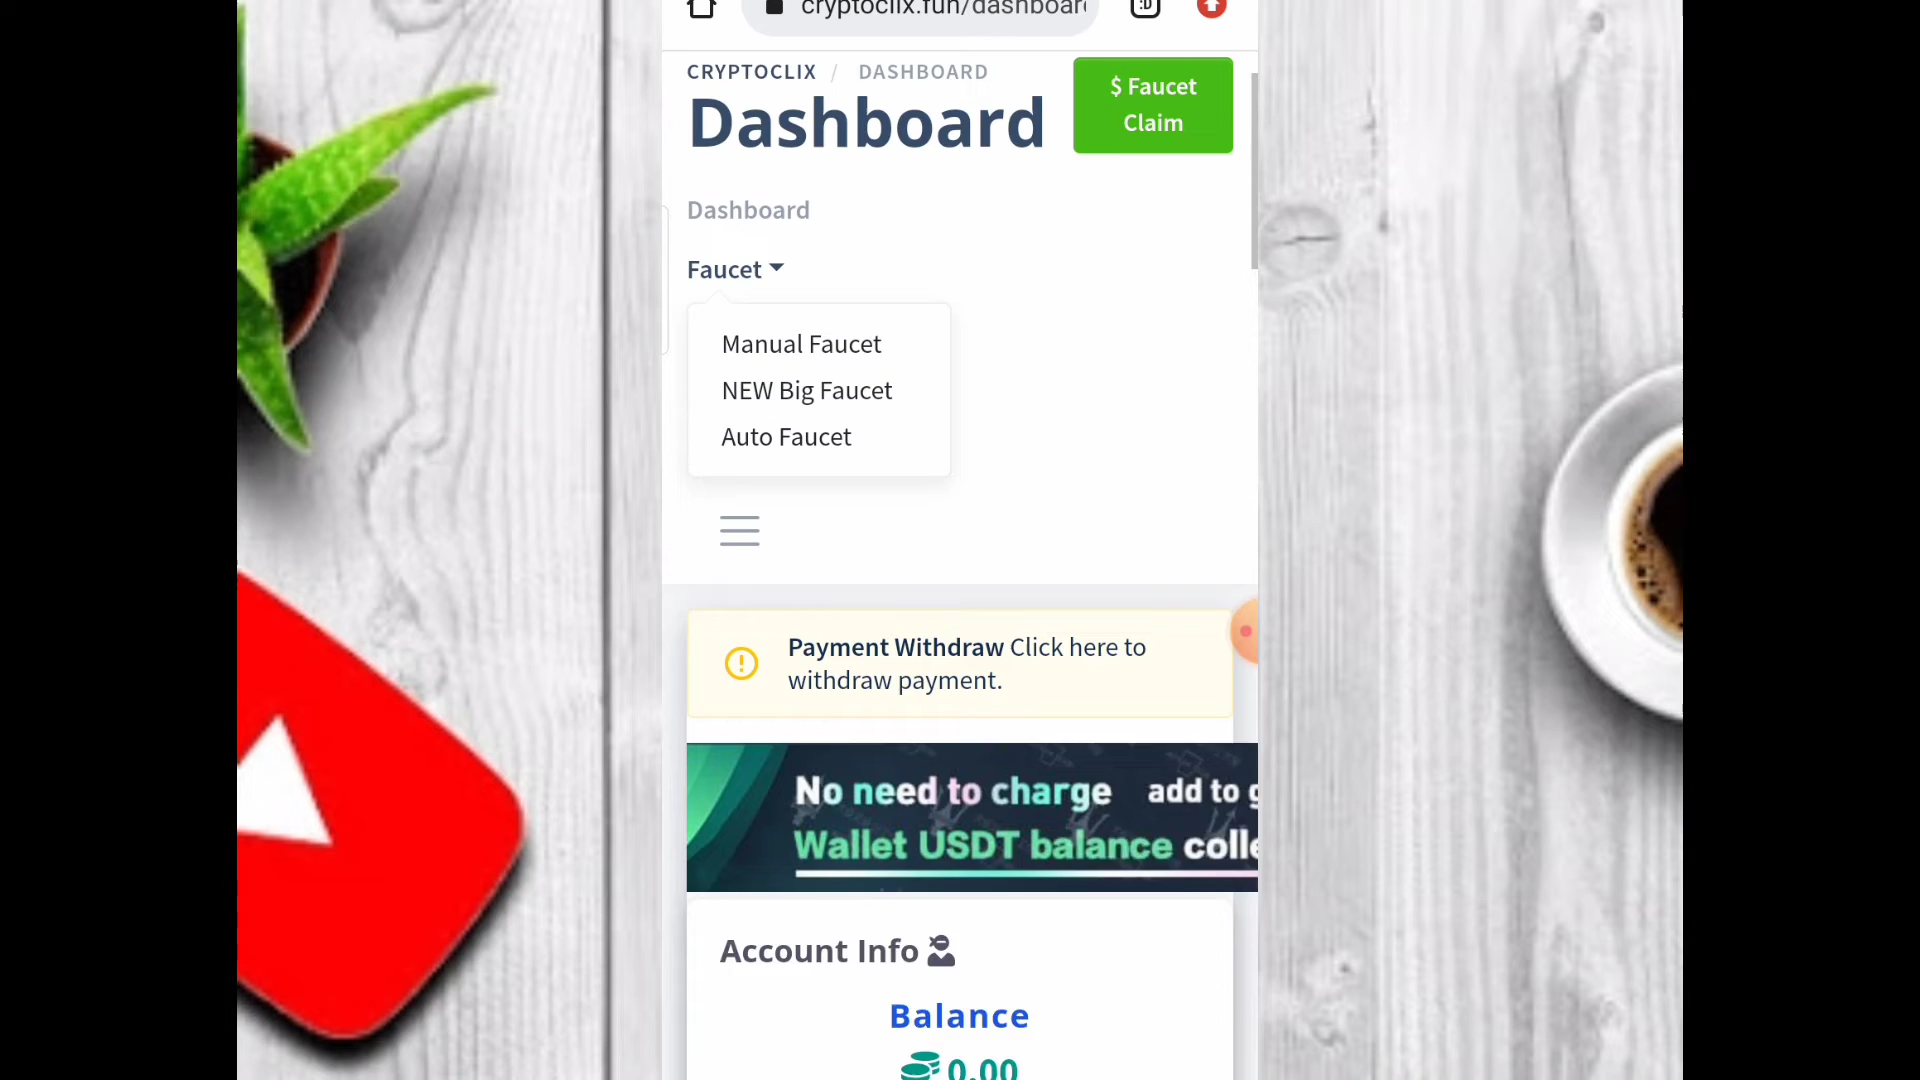 cryptoclix.fun/dashboar
:D
CRYPTOCLIX / DASHBOARD
Dashboard
$ Faucet
Claim
Dashboard
Faucet
Manual Faucet
NEW Big Faucet
Auto Faucet
Payment Withdraw Click here to
withdraw payment.
No need to charge add to g
Wallet USDT balance colle
Account Info
Balance
0.00